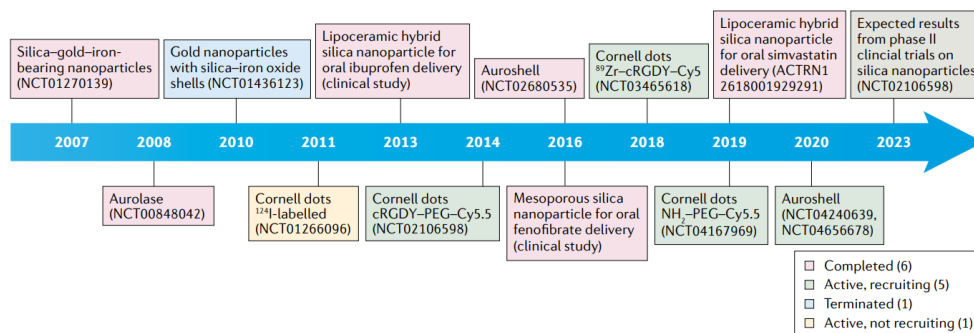 Silica–gold–iron-
bearing nanoparticles
(NCT01270139)
Gold nanoparticles
with silica–iron oxide
shells (NCT01436123)
Lipoceramic hybrid
silica nanoparticle for
oral ibuprofen delivery
(clinical study)
Auroshell
(NCT02680535)
Cornell dots
⁸⁹Zr–cRGDY–Cy5
(NCT03465618)
Lipoceramic hybrid
silica nanoparticle
for oral simvastatin
delivery (ACTRN1
2618001929291)
Expected results
from phase II
clincial trials on
silica nanoparticles
(NCT02106598)
2007 2008 2010 2011 2013 2014 2016 2018 2019 2020 2023
Aurolase
(NCT00848042)
Cornell dots
¹²⁴I-labelled
(NCT01266096)
Cornell dots
cRGDY–PEG–Cy5.5
(NCT02106598)
Mesoporous silica
nanoparticle for oral
fenofibrate delivery
(clinical study)
Cornell dots
NH₂–PEG–Cy5.5
(NCT04167969)
Auroshell
(NCT04240639,
NCT04656678)
Completed (6)
Active, recruiting (5)
Terminated (1)
Active, not recruiting (1)